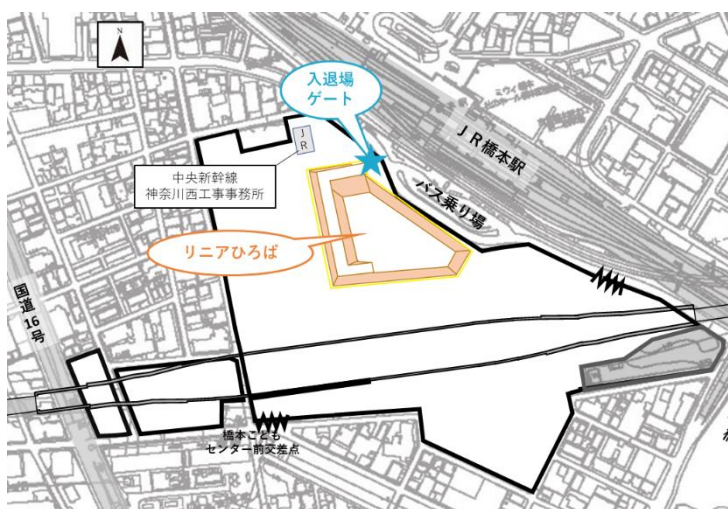 N
入退場
ゲート
JR橋本駅
J
R
中央新幹線
神奈川西工事事務所
バス乗り場
リニアひろば
国道16号
橋本こども
センター前交差点